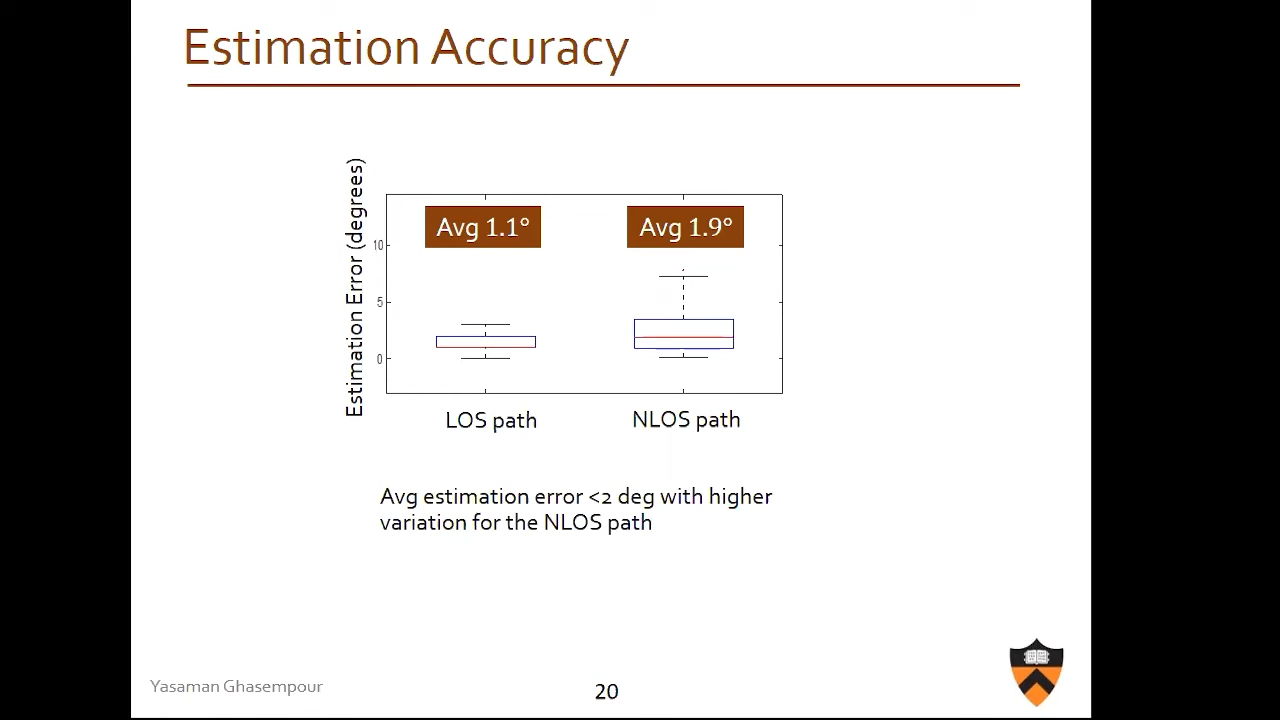 Estimation Accuracy
Estimation Error (degrees)
Avg 1.1°
Avg 1.9°
10
5
0
LOS path
NLOS path
Avg estimation error <2 deg with higher
variation for the NLOS path
Yasaman Ghasempour
20